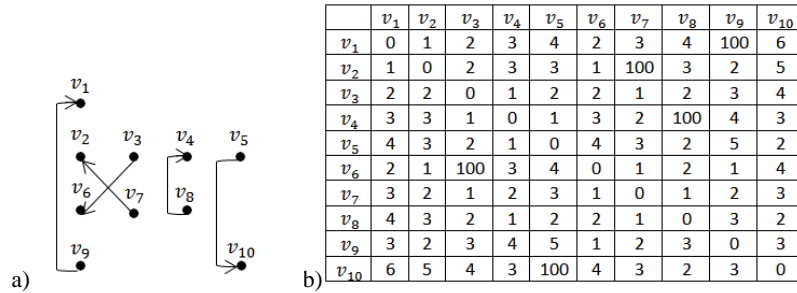 v₁
v₂ v₃ v₄ v₅
v₆ v₇ v₈
v₉ v₁₀
a)
b)
v₁ v₂ v₃ v₄ v₅ v₆ v₇ v₈ v₉ v₁₀
v₁ 0 1 2 3 4 2 3 4 100 6
v₂ 1 0 2 3 3 1 100 3 2 5
v₃ 2 2 0 1 2 2 1 2 3 4
v₄ 3 3 1 0 1 3 2 100 4 3
v₅ 4 3 2 1 0 4 3 2 5 2
v₆ 2 1 100 3 4 0 1 2 1 4
v₇ 3 2 1 2 3 1 0 1 2 3
v₈ 4 3 2 1 2 2 1 0 3 2
v₉ 3 2 3 4 5 1 2 3 0 3
v₁₀ 6 5 4 3 100 4 3 2 3 0